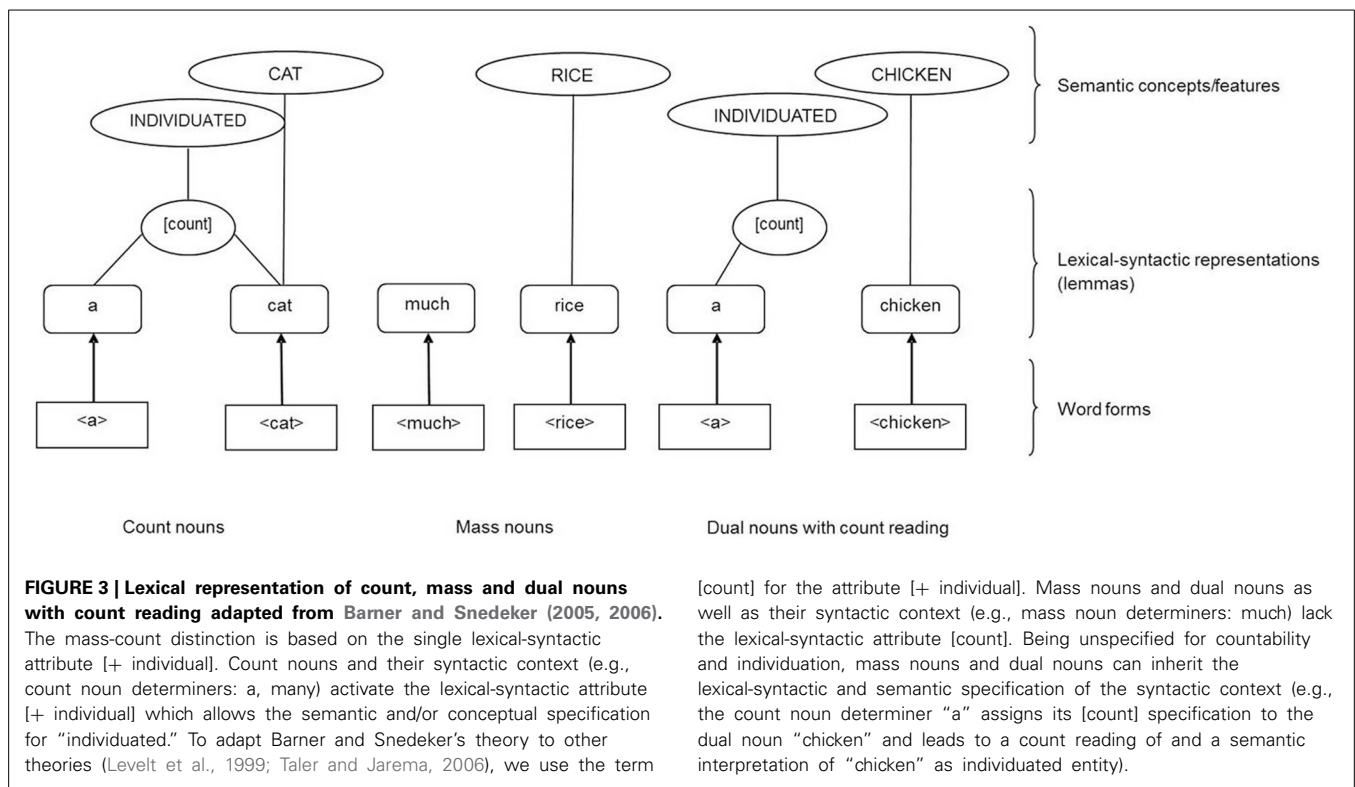 CAT
RICE
CHICKEN
Semantic concepts/features
INDIVIDUATED
INDIVIDUATED
[count]
[count]
Lexical-syntactic representations
(lemmas)
a
cat
much
rice
a
chicken
<a>
<cat>
<much>
<rice>
<a>
<chicken>
Word forms
Count nouns
Mass nouns
Dual nouns with count reading
FIGURE 3 | Lexical representation of count, mass and dual nouns
with count reading adapted from Barner and Snedeker (2005, 2006).
The mass-count distinction is based on the single lexical-syntactic
attribute [+ individual]. Count nouns and their syntactic context (e.g.,
count noun determiners: a, many) activate the lexical-syntactic attribute
[+ individual] which allows the semantic and/or conceptual specification
for “individuated.” To adapt Barner and Snedeker’s theory to other
theories (Levelt et al., 1999; Taler and Jarema, 2006), we use the term
[count] for the attribute [+ individual]. Mass nouns and dual nouns as
well as their syntactic context (e.g., mass noun determiners: much) lack
the lexical-syntactic attribute [count]. Being unspecified for countability
and individuation, mass nouns and dual nouns can inherit the
lexical-syntactic and semantic specification of the syntactic context (e.g.,
the count noun determiner “a” assigns its [count] specification to the
dual noun “chicken” and leads to a count reading of and a semantic
interpretation of “chicken” as individuated entity).